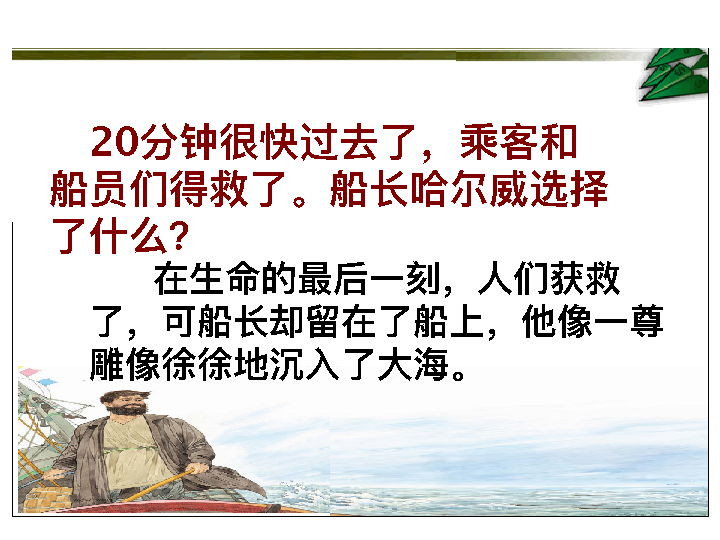 20分钟很快过去了，乘客和
船员们得救了。船长哈尔威选择
了什么？
在生命的最后一刻，人们获救
了，可船长却留在了船上，他像一尊
雕像徐徐地沉入了大海。